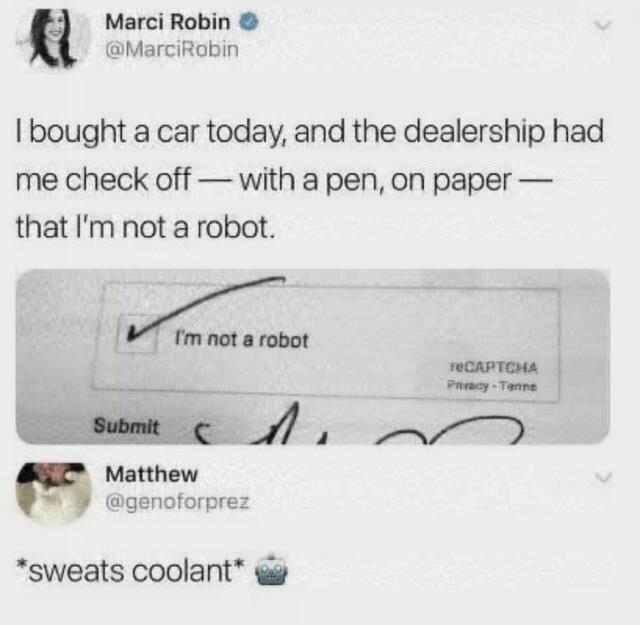 Marci Robin
@MarciRobin
I bought a car today, and the dealership had
me check off — with a pen, on paper —
that I'm not a robot.
I'm not a robot
reCAPTCHA
Privacy - Terms
Submit
Matthew
@genoforprez
*sweats coolant* 🤖